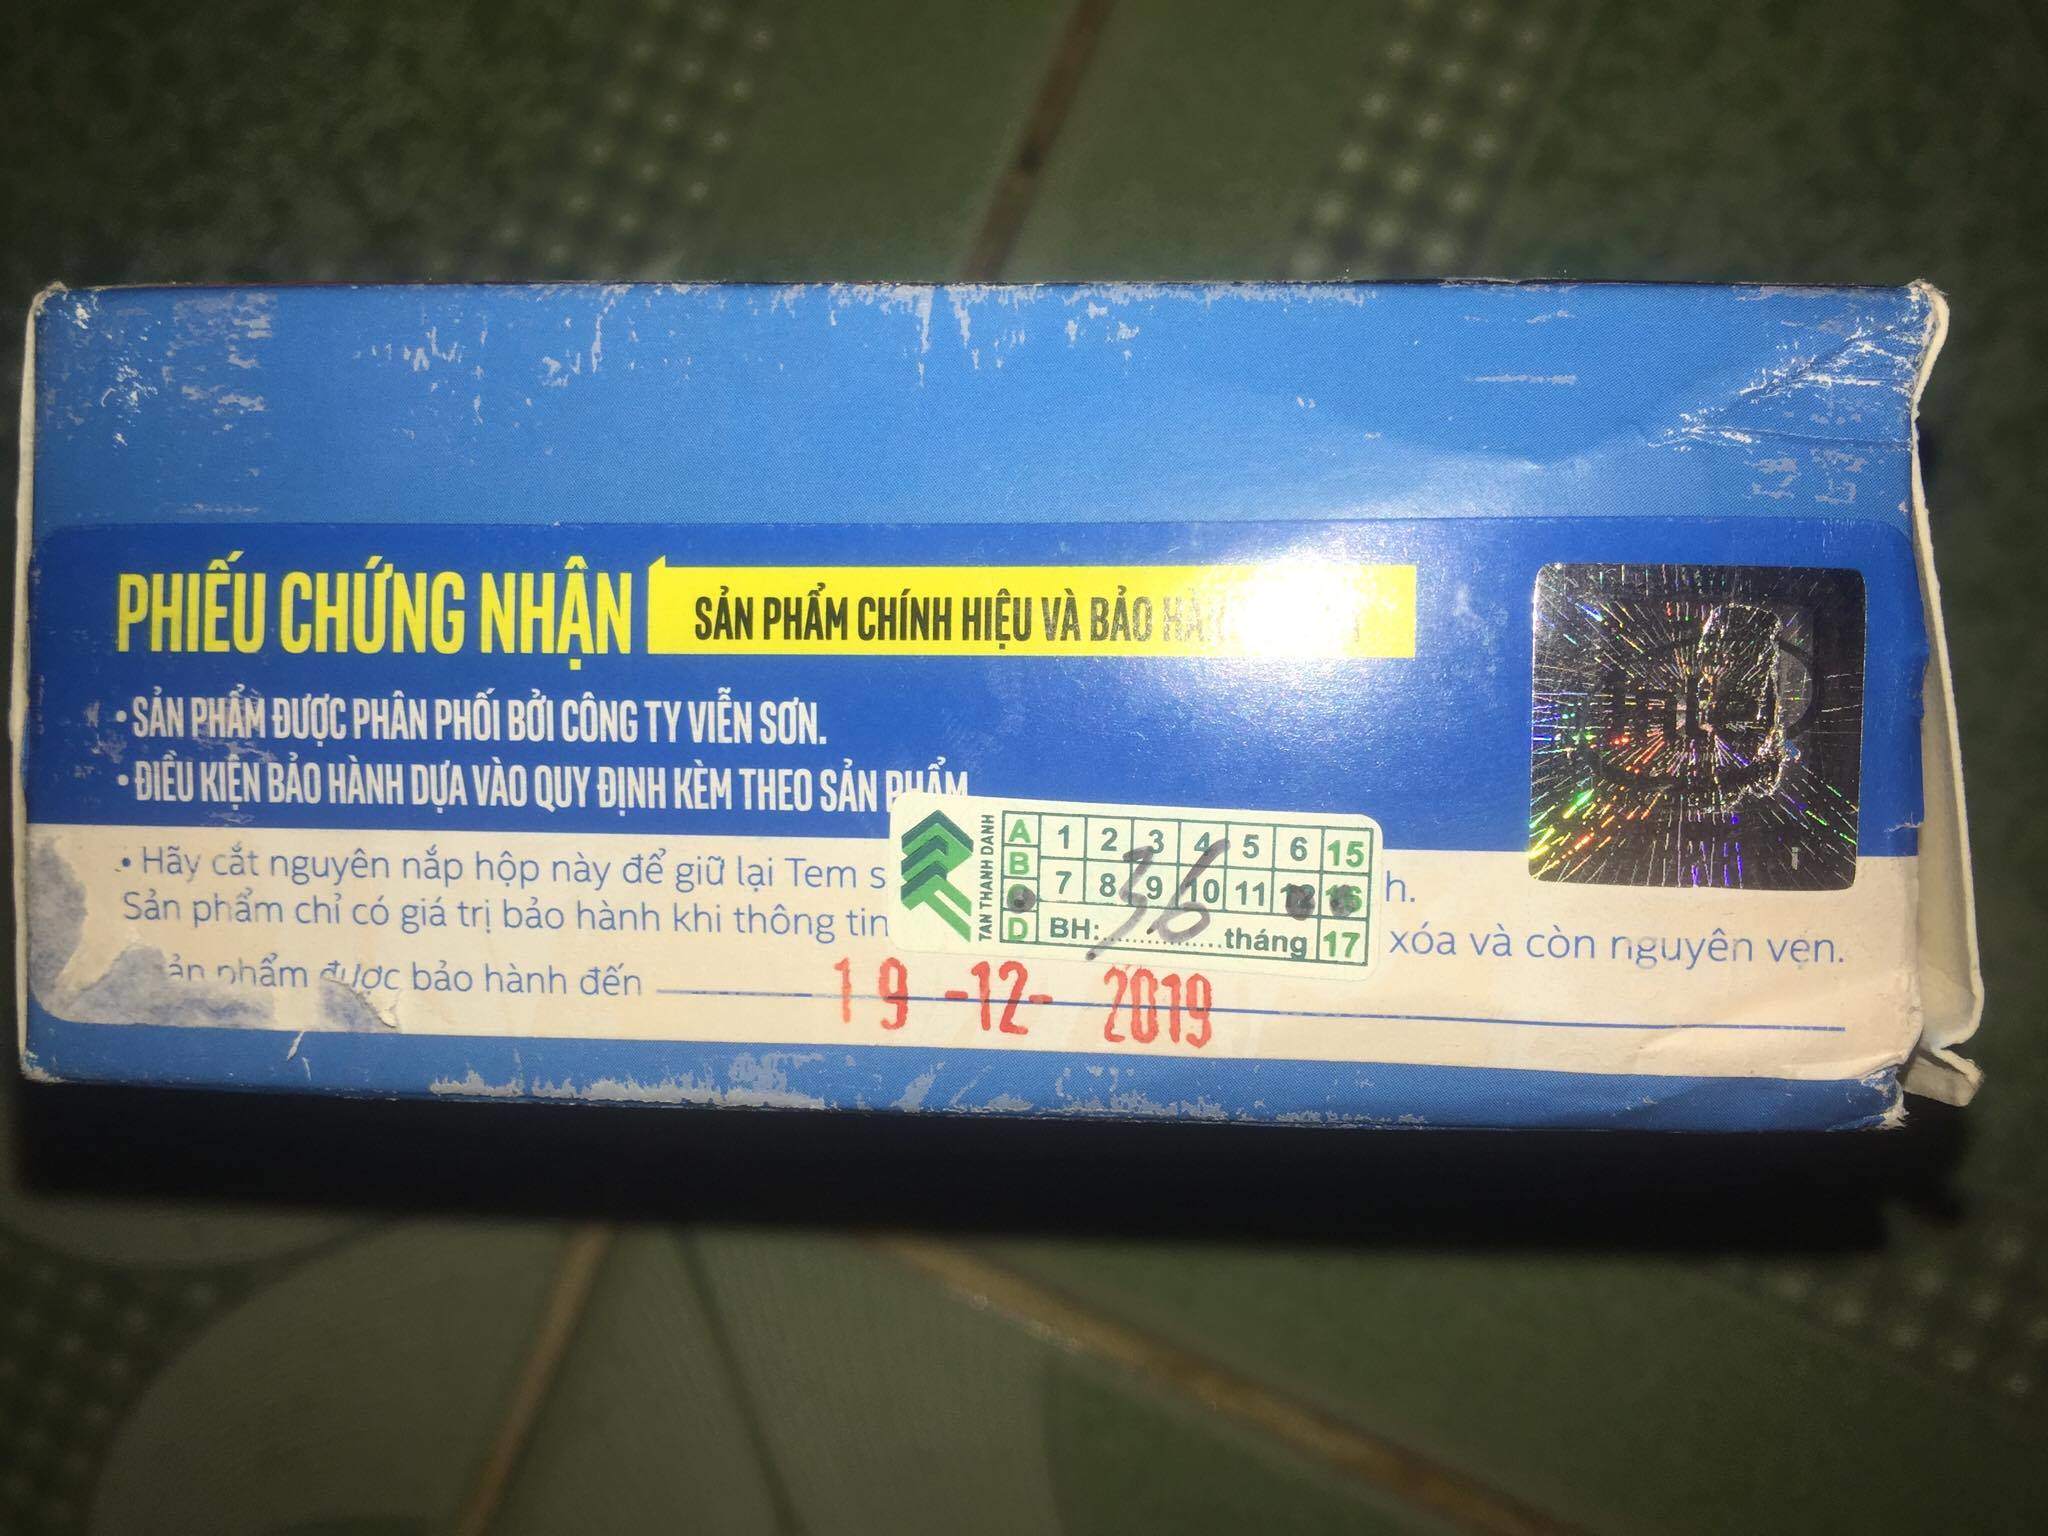 PHIẾU CHỨNG NHẬN
SẢN PHẨM CHÍNH HIỆU VÀ BẢO
• SẢN PHẨM ĐƯỢC PHÂN PHỐI BỞI CÔNG TY VIỄN SƠN.
• ĐIỀU KIỆN BẢO HÀNH DỰA VÀO QUY ĐỊNH KÈM THEO SẢN PHẨM
• Hãy cắt nguyên nắp hộp này để giữ lại Tem
Sản phẩm chỉ có giá trị bảo hành khi thông tin xóa và còn nguyên vẹn.
phẩm được bảo hành đến
19-12-2019
TAN THANH DANH
A 1 2 3 4 5 6 15
B 7 8 9 10 11 12 16
C
D BH: 36 tháng 17